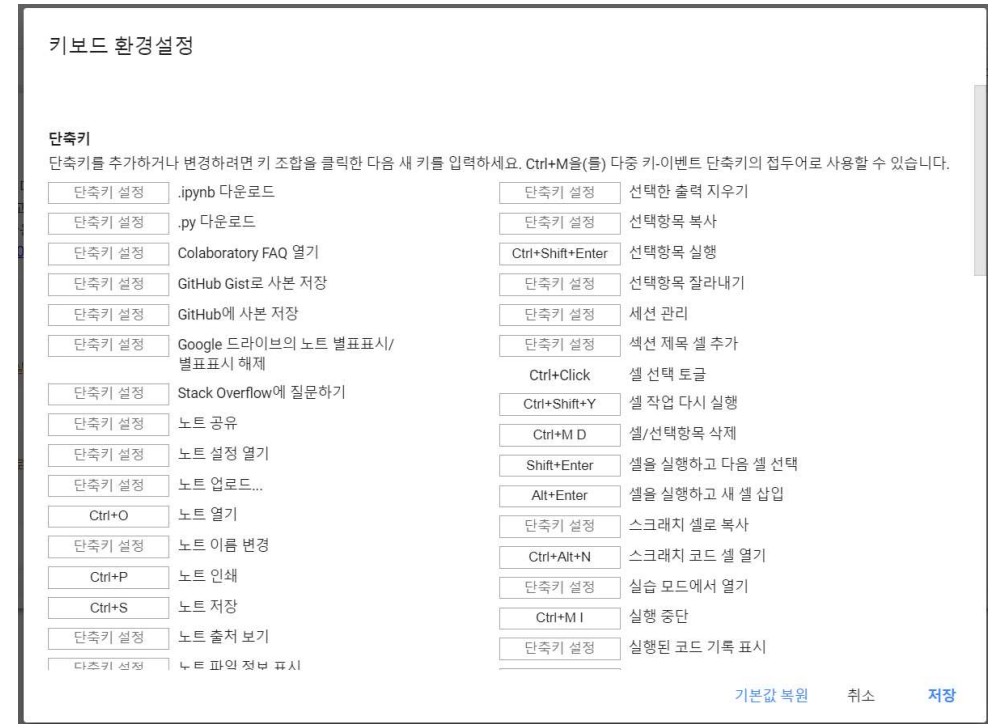 키보드 환경설정
단축키
단축키를 추가하거나 변경하려면 키 조합을 클릭한 다음 새 키를 입력하세요. Ctrl+M을(를) 다중 키-이벤트 단축키의 접두어로 사용할 수 있습니다.
단축키 설정 .ipynb 다운로드
단축키 설정 .py 다운로드
단축키 설정 Colaboratory FAQ 열기
단축키 설정 GitHub Gist로 사본 저장
단축키 설정 GitHub에 사본 저장
단축키 설정 Google 드라이브의 노트 별표표시/
별표표시 해제
단축키 설정 Stack Overflow에 질문하기
단축키 설정 노트 공유
단축키 설정 노트 설정 열기
단축키 설정 노트 업로드...
Ctrl+O 노트 열기
단축키 설정 노트 이름 변경
Ctrl+P 노트 인쇄
Ctrl+S 노트 저장
단축키 설정 노트 출처 보기
단축키 설정 노트 파일 정보 표시
단축키 설정 선택한 출력 지우기
단축키 설정 선택항목 복사
Ctrl+Shift+Enter 선택항목 실행
단축키 설정 선택항목 잘라내기
단축키 설정 세션 관리
단축키 설정 섹션 제목 셀 추가
Ctrl+Click 셀 선택 토글
Ctrl+Shift+Y 셀 작업 다시 실행
Ctrl+M D 셀/선택항목 삭제
Shift+Enter 셀을 실행하고 다음 셀 선택
Alt+Enter 셀을 실행하고 새 셀 삽입
단축키 설정 스크래치 셀로 복사
Ctrl+Alt+N 스크래치 코드 셀 열기
단축키 설정 실습 모드에서 열기
Ctrl+M I 실행 중단
단축키 설정 실행된 코드 기록 표시
기본값 복원 취소 저장